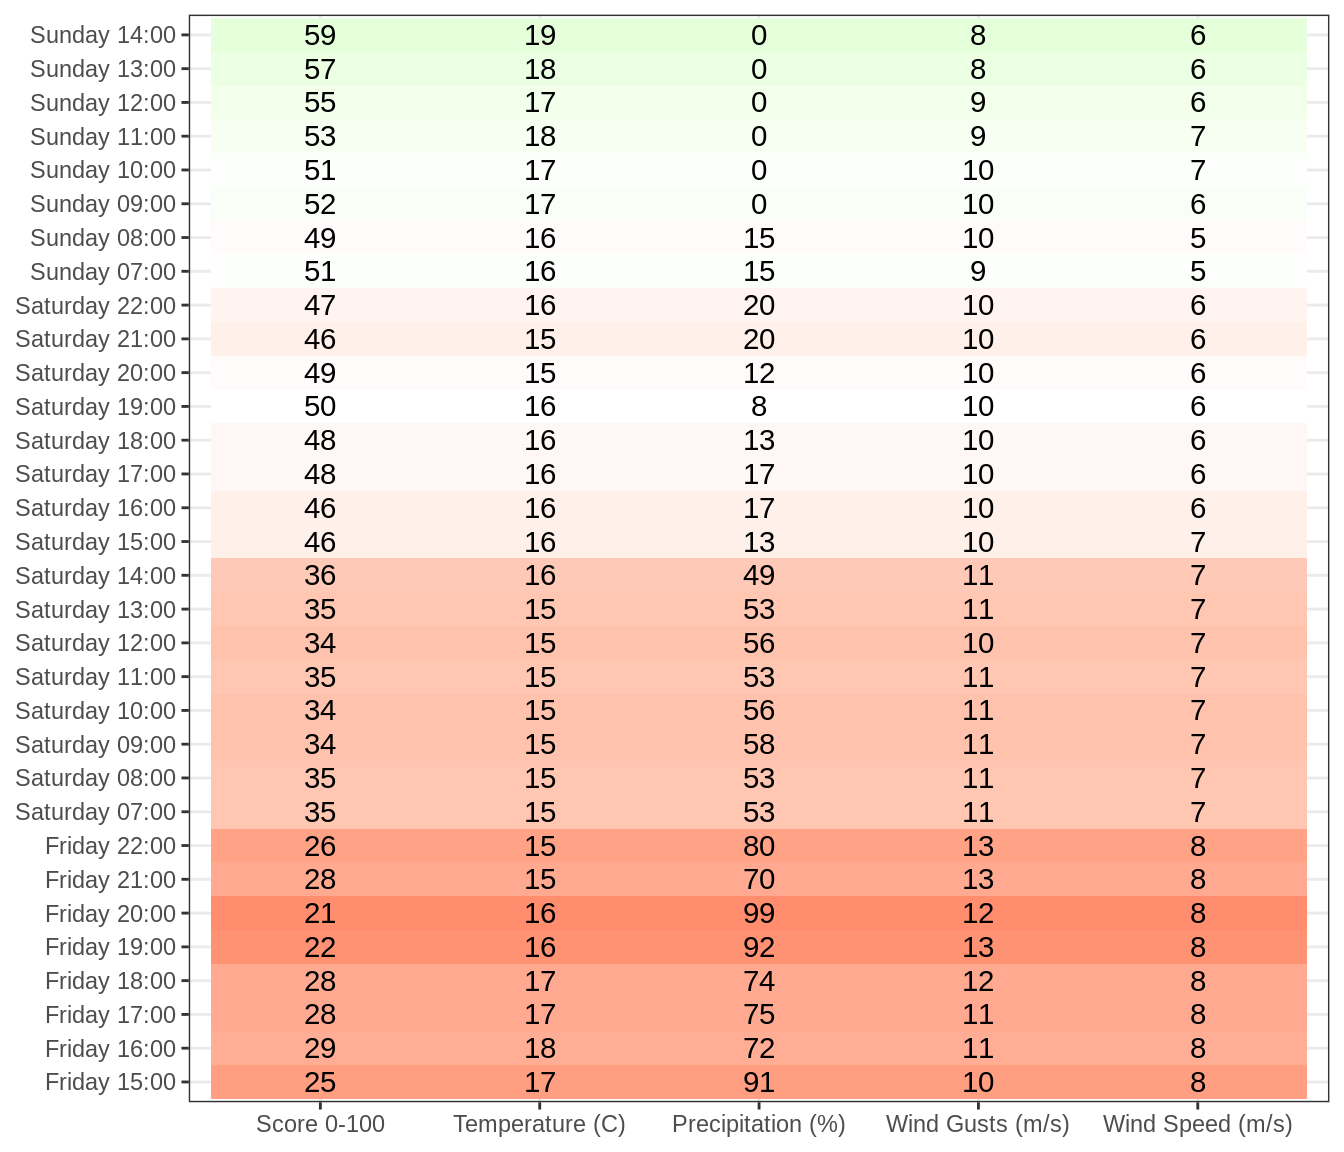 Sunday 14:00 59 19 0 8 6
Sunday 13:00 57 18 0 8 6
Sunday 12:00 55 17 0 9 6
Sunday 11:00 53 18 0 9 7
Sunday 10:00 51 17 0 10 7
Sunday 09:00 52 17 0 10 6
Sunday 08:00 49 16 15 10 5
Sunday 07:00 51 16 15 9 5
Saturday 22:00 47 16 20 10 6
Saturday 21:00 46 15 20 10 6
Saturday 20:00 49 15 12 10 6
Saturday 19:00 50 16 8 10 6
Saturday 18:00 48 16 13 10 6
Saturday 17:00 48 16 17 10 6
Saturday 16:00 46 16 17 10 6
Saturday 15:00 46 16 13 10 7
Saturday 14:00 36 16 49 11 7
Saturday 13:00 35 15 53 11 7
Saturday 12:00 34 15 56 10 7
Saturday 11:00 35 15 53 11 7
Saturday 10:00 34 15 56 11 7
Saturday 09:00 34 15 58 11 7
Saturday 08:00 35 15 53 11 7
Saturday 07:00 35 15 53 11 7
Friday 22:00 26 15 80 13 8
Friday 21:00 28 15 70 13 8
Friday 20:00 21 16 99 12 8
Friday 19:00 22 16 92 13 8
Friday 18:00 28 17 74 12 8
Friday 17:00 28 17 75 11 8
Friday 16:00 29 18 72 11 8
Friday 15:00 25 17 91 10 8
Score 0-100 Temperature (C) Precipitation (%) Wind Gusts (m/s) Wind Speed (m/s)